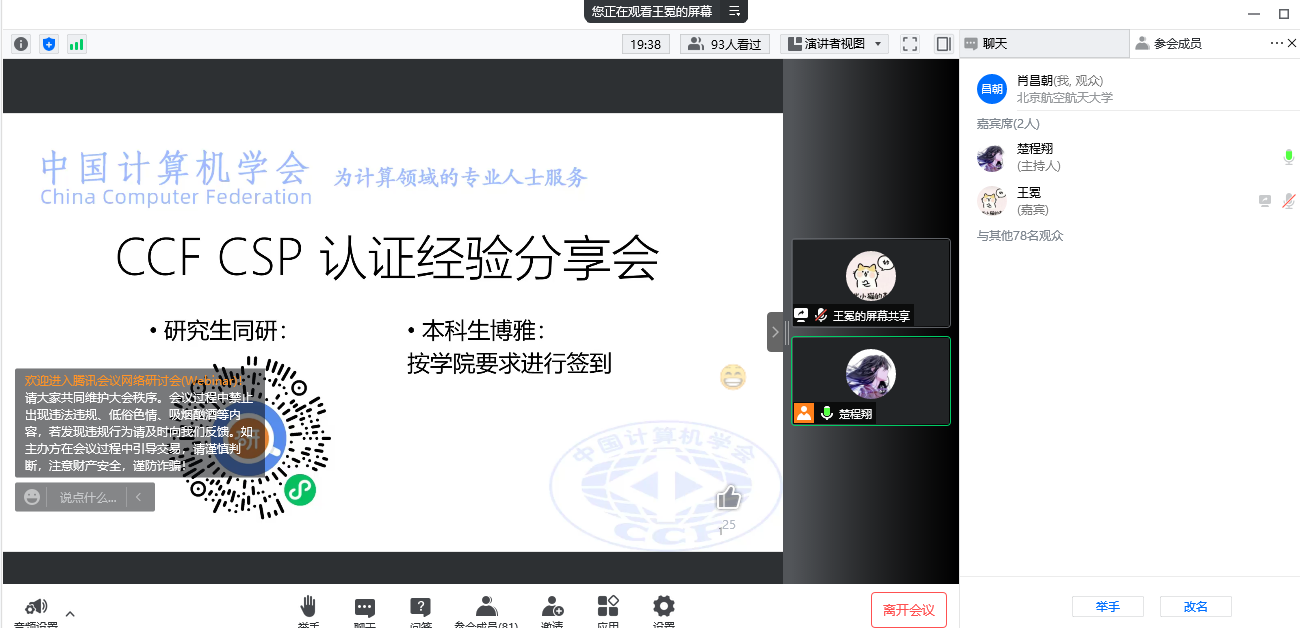 您正在观看王冕的屏幕
19:38
93人看过
演讲者视图
聊天
参会成员
中国计算机学会
为计算领域的专业人士服务
China Computer Federation
CCF CSP 认证经验分享会
• 研究生同研：
• 本科生博雅：
按学院要求进行签到
欢迎进入腾讯会议网络研讨会(Webinar)!
请大家共同维护大会秩序。会议过程中禁止
出现违法违规、低俗色情、吸烟酗酒等内
容，若发现违规行为请及时向我们反馈。如
主办方在会议过程中引导交易，请谨慎判
断，注意财产安全，谨防诈骗!
研
说点什么...
中国计算机学会
CCF
25
1
王冕的屏幕共享
楚程翔
昌朝
肖昌朝(我, 观众)
北京航空航天大学
嘉宾席(2人)
楚程翔
(主持人)
王冕
(嘉宾)
与其他78名观众
音频设置
举手
聊天
问答
参会成员(81)
邀请
应用
设置
离开会议
举手
改名